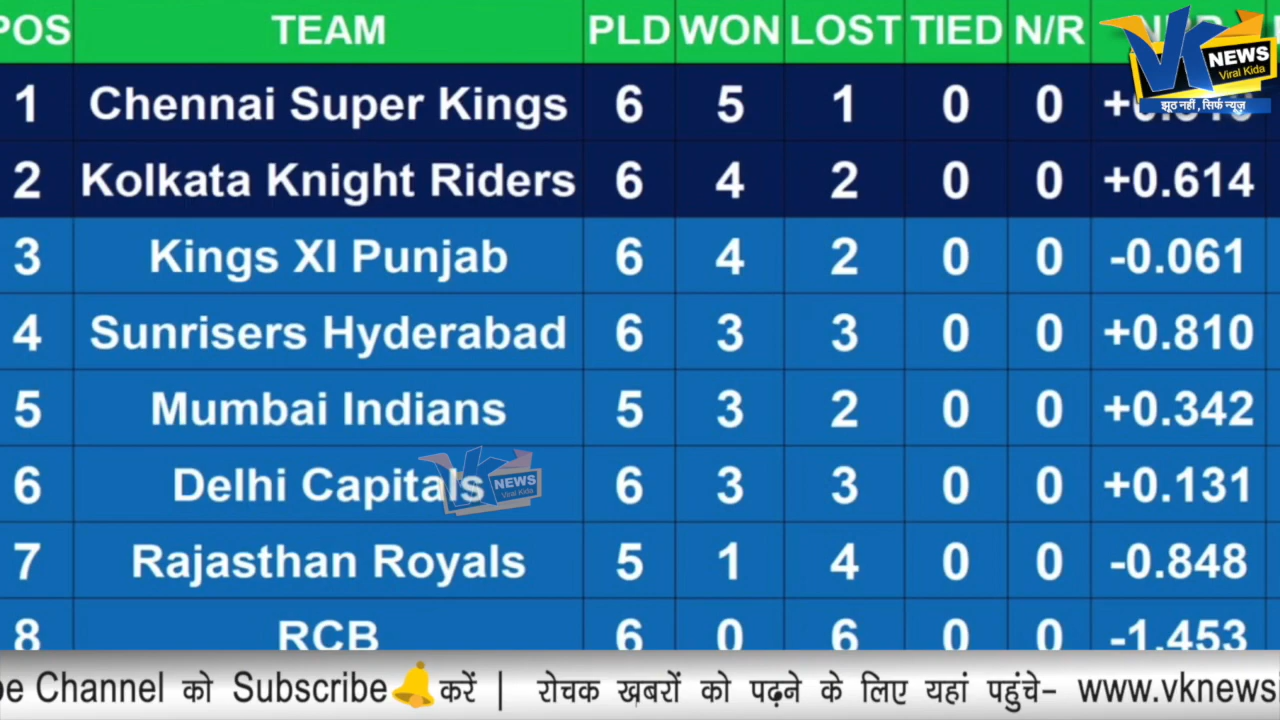 POS TEAM PLD WON LOST TIED N/R
1 Chennai Super Kings 6 5 1 0 0
2 Kolkata Knight Riders 6 4 2 0 0 +0.614
3 Kings XI Punjab 6 4 2 0 0 -0.061
4 Sunrisers Hyderabad 6 3 3 0 0 +0.810
5 Mumbai Indians 5 3 2 0 0 +0.342
6 Delhi Capitals 6 3 3 0 0 +0.131
7 Rajasthan Royals 5 1 4 0 0 -0.848
8 RCB 6 0 6 0 0 -1.453
VK NEWS
Viral Kida
झूठ नहीं, सिर्फ न्यूज़
VK NEWS
Viral Kida
be Channel को Subscribe करें | रोचक ख़बरों को पढ़ने के लिए यहां पहुंचे- www.vknewsi